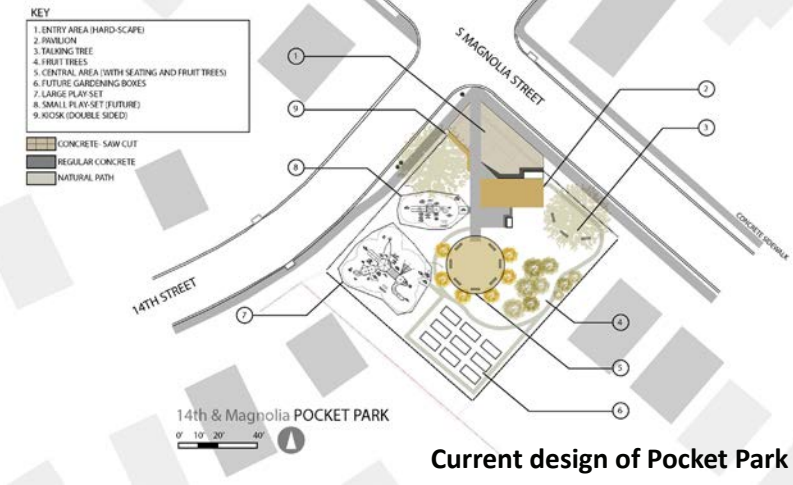 KEY
1. ENTRY AREA (HARD-SCAPE)
2. PAVILION
3. TALKING TREE
4. FRUIT TREES
5. CENTRAL AREA (WITH SEATING AND FRUIT TREES)
6. FUTURE GARDENING BOXES
7. LARGE PLAY-SET
8. SMALL PLAY-SET (FUTURE)
9. KIOSK (DOUBLE SIDED)
CONCRETE- SAW CUT
REGULAR CONCRETE
NATURAL PATH
S MAGNOLIA STREET
1
2
9
3
8
CONCRETE SIDEWALK
14TH STREET
7
4
5
6
14th & Magnolia POCKET PARK
0' 10' 20' 40'
Current design of Pocket Park